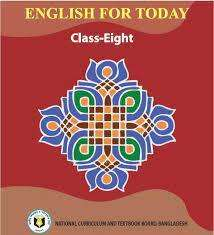 ENGLISH FOR TODAY
Class-Eight
NATIONAL CURRICULUM AND TEXTBOOK BOARD, BANGLADESH